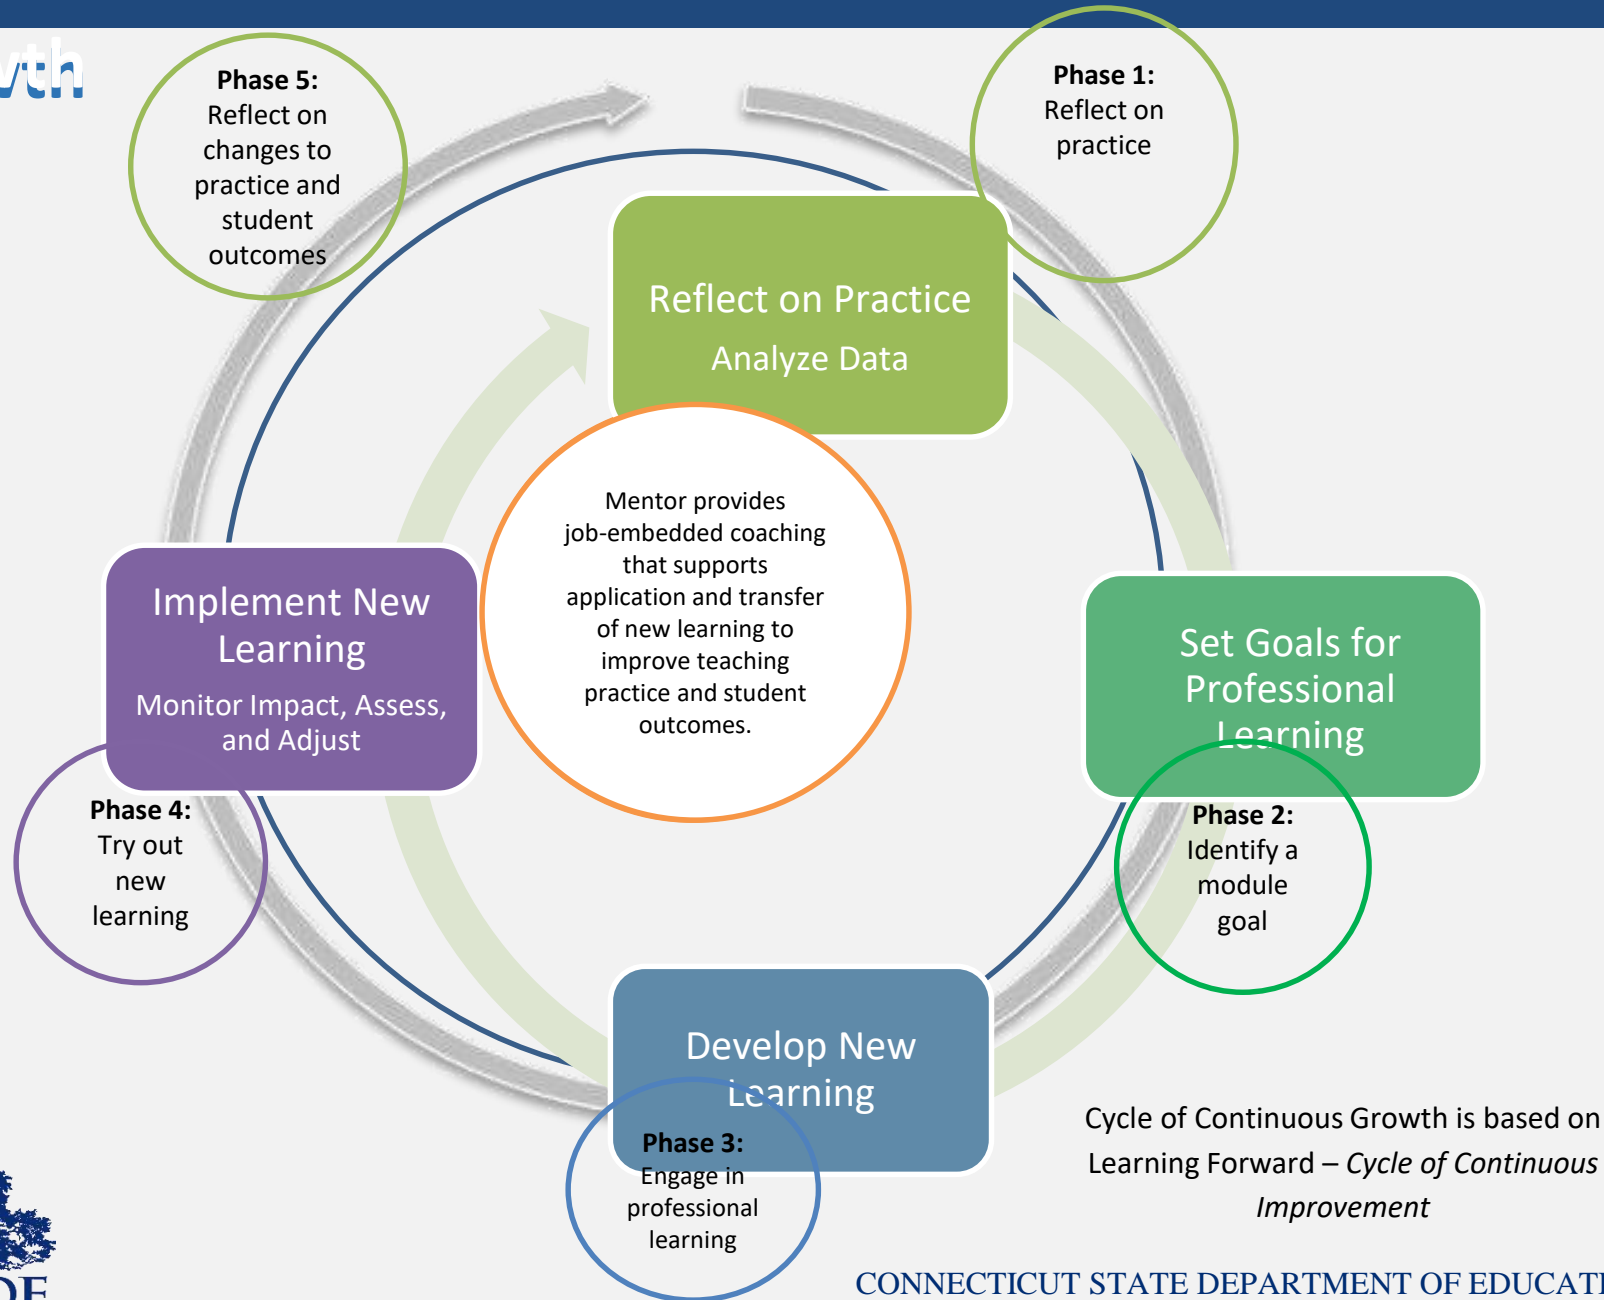 Phase 5:
Reflect on
changes to
practice and
student
outcomes
Phase 1:
Reflect on
practice
Reflect on Practice
Analyze Data
Mentor provides
job-embedded coaching
that supports
application and transfer
of new learning to
improve teaching
practice and student
outcomes.
Implement New
Learning
Monitor Impact, Assess,
and Adjust
Set Goals for
Professional
Learning
Phase 4:
Try out
new
learning
Phase 2:
Identify a
module
goal
Develop New
Learning
Phase 3:
Engage in
professional
learning
Cycle of Continuous Growth is based on
Learning Forward – Cycle of Continuous
Improvement
CONNECTICUT STATE DEPARTMENT OF